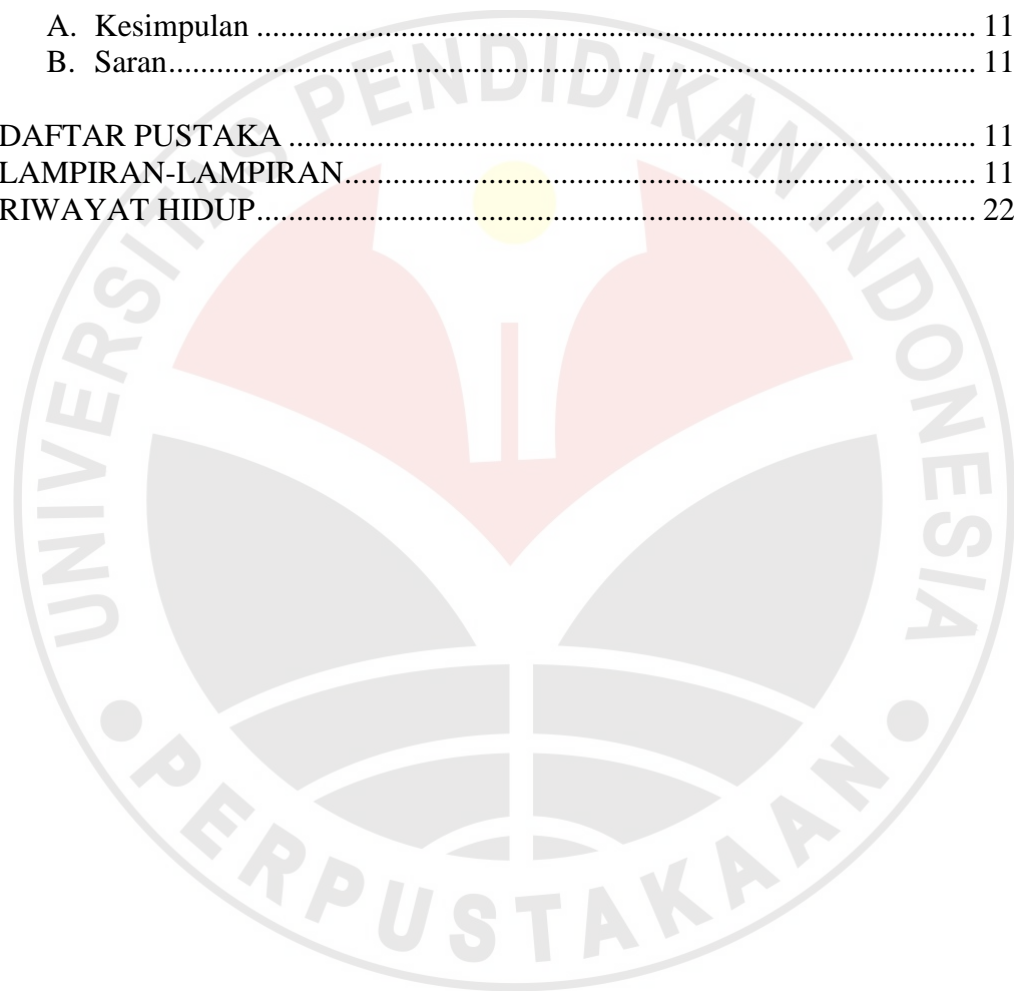 A. Kesimpulan ........................................................................................ 11
B. Saran................................................................................................... 11
DAFTAR PUSTAKA .................................................................................... 11
LAMPIRAN-LAMPIRAN............................................................................. 11
RIWAYAT HIDUP........................................................................................ 22
UNIVERSITAS PENDIDIKAN INDONESIA
PERPUSTAKAAN